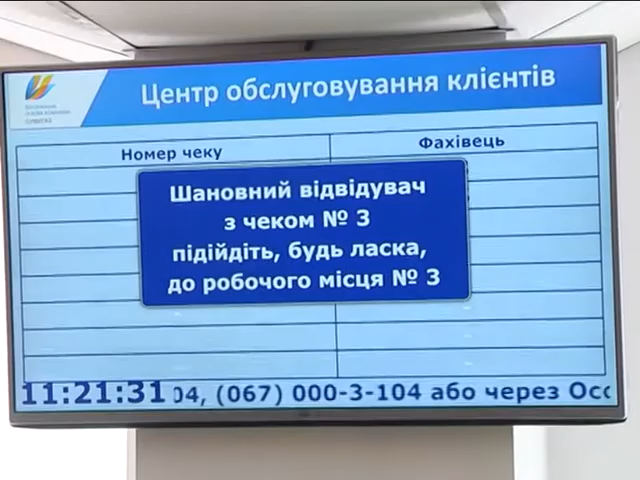 Центр обслуговування клієнтів
Номер чеку
Фахівець
Шановний відвідувач
з чеком № 3
підійдіть, будь ласка,
до робочого місця № 3
11:21:31 04, (067) 000-3-104 або через Осо